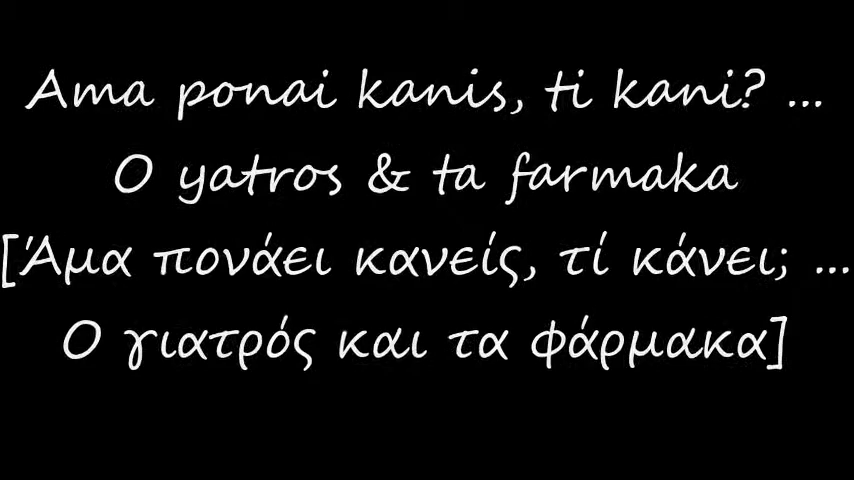 Ama ponai kanis, ti kani? ...
O yatros & ta farmaka
[Άμα πονάει κανείς, τί κάνει; ...
Ο γιατρός και τα φάρμακα]